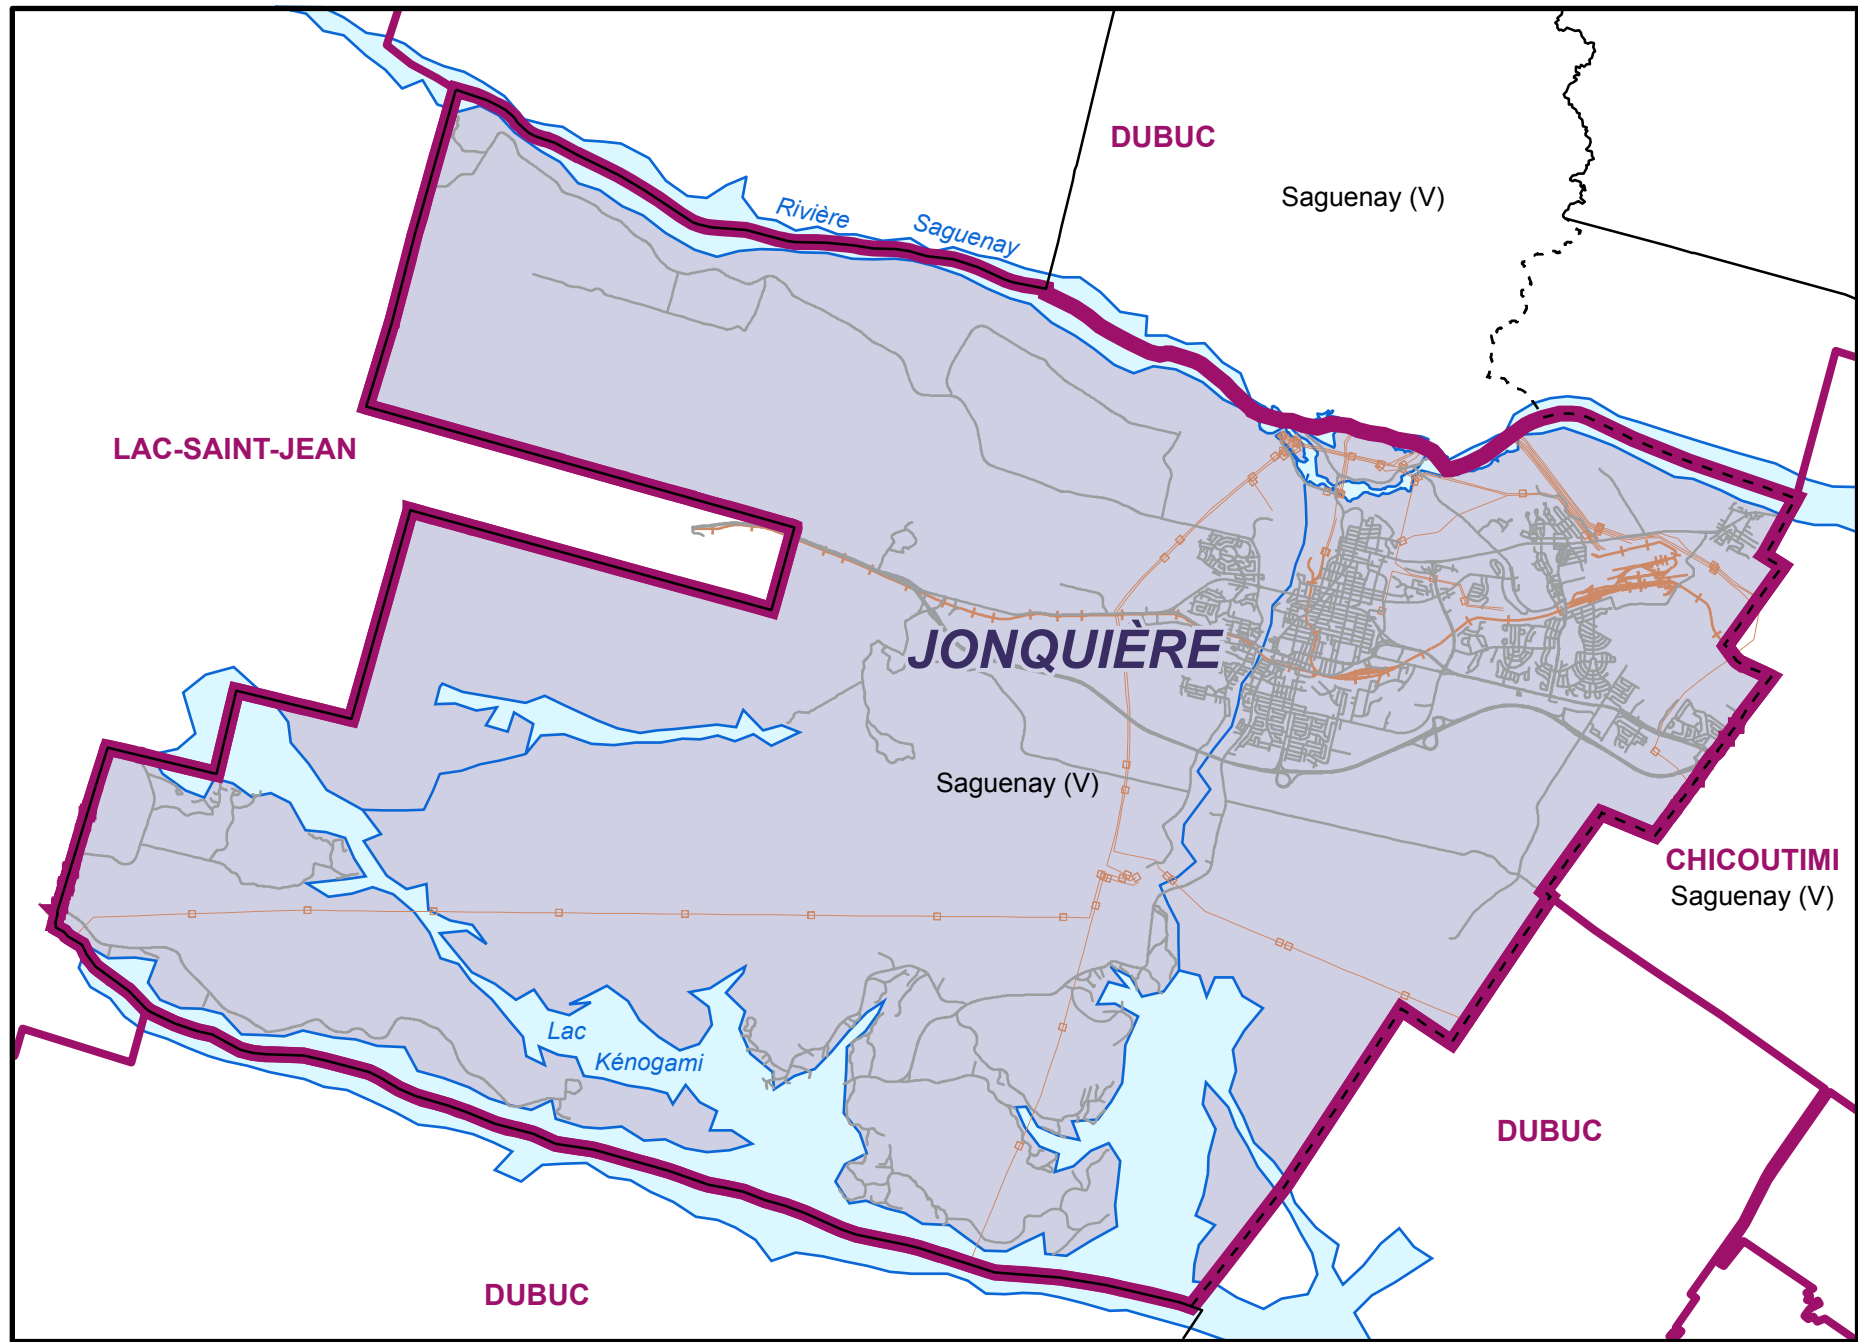 DUBUC
Saguenay (V)
Rivière Saguenay
LAC-SAINT-JEAN
JONQUIÈRE
Saguenay (V)
CHICOUTIMI
Saguenay (V)
Lac
Kénogami
DUBUC
DUBUC